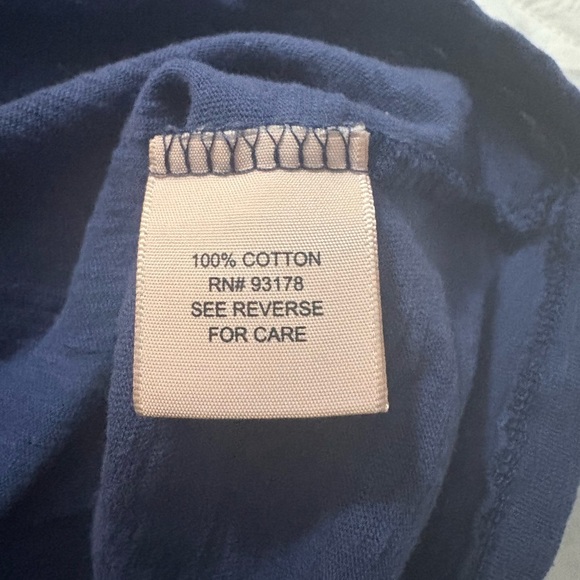 100% COTTON
RN# 93178
SEE REVERSE
FOR CARE